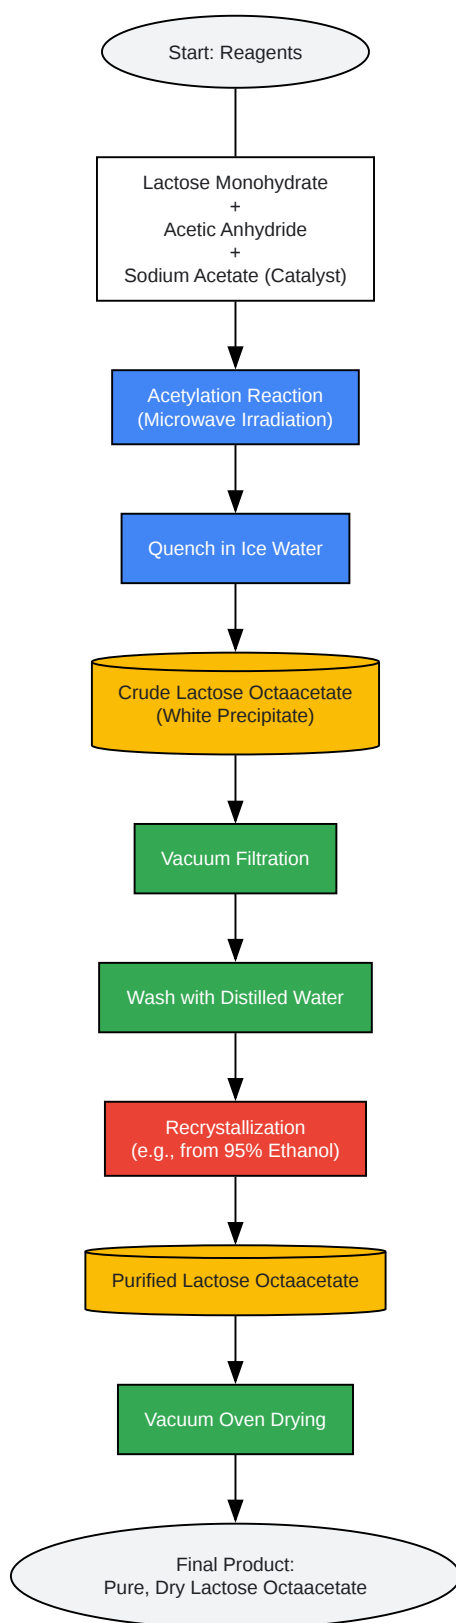 Start: Reagents
Lactose Monohydrate
+
Acetic Anhydride
+
Sodium Acetate (Catalyst)
Acetylation Reaction
(Microwave Irradiation)
Quench in Ice Water
Crude Lactose Octaacetate
(White Precipitate)
Vacuum Filtration
Wash with Distilled Water
Recrystallization
(e.g., from 95% Ethanol)
Purified Lactose Octaacetate
Vacuum Oven Drying
Final Product:
Pure, Dry Lactose Octaacetate